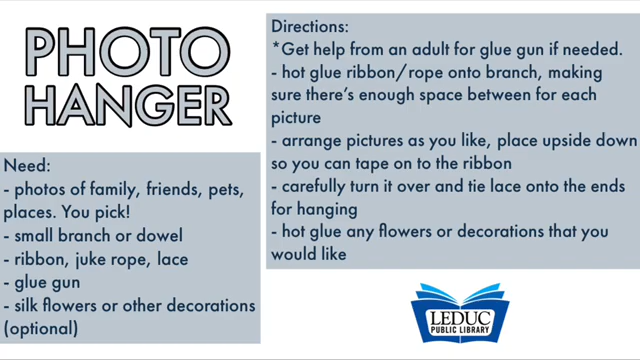 PHOTO
HANGER
Need:
- photos of family, friends, pets,
places. You pick!
- small branch or dowel
- ribbon, juke rope, lace
- glue gun
- silk flowers or other decorations
(optional)
Directions:
*Get help from an adult for glue gun if needed.
- hot glue ribbon/rope onto branch, making
sure there's enough space between for each
picture
- arrange pictures as you like, place upside down
so you can tape on to the ribbon
- carefully turn it over and tie lace onto the ends
for hanging
- hot glue any flowers or decorations that you
would like
LEDUC
PUBLIC LIBRARY